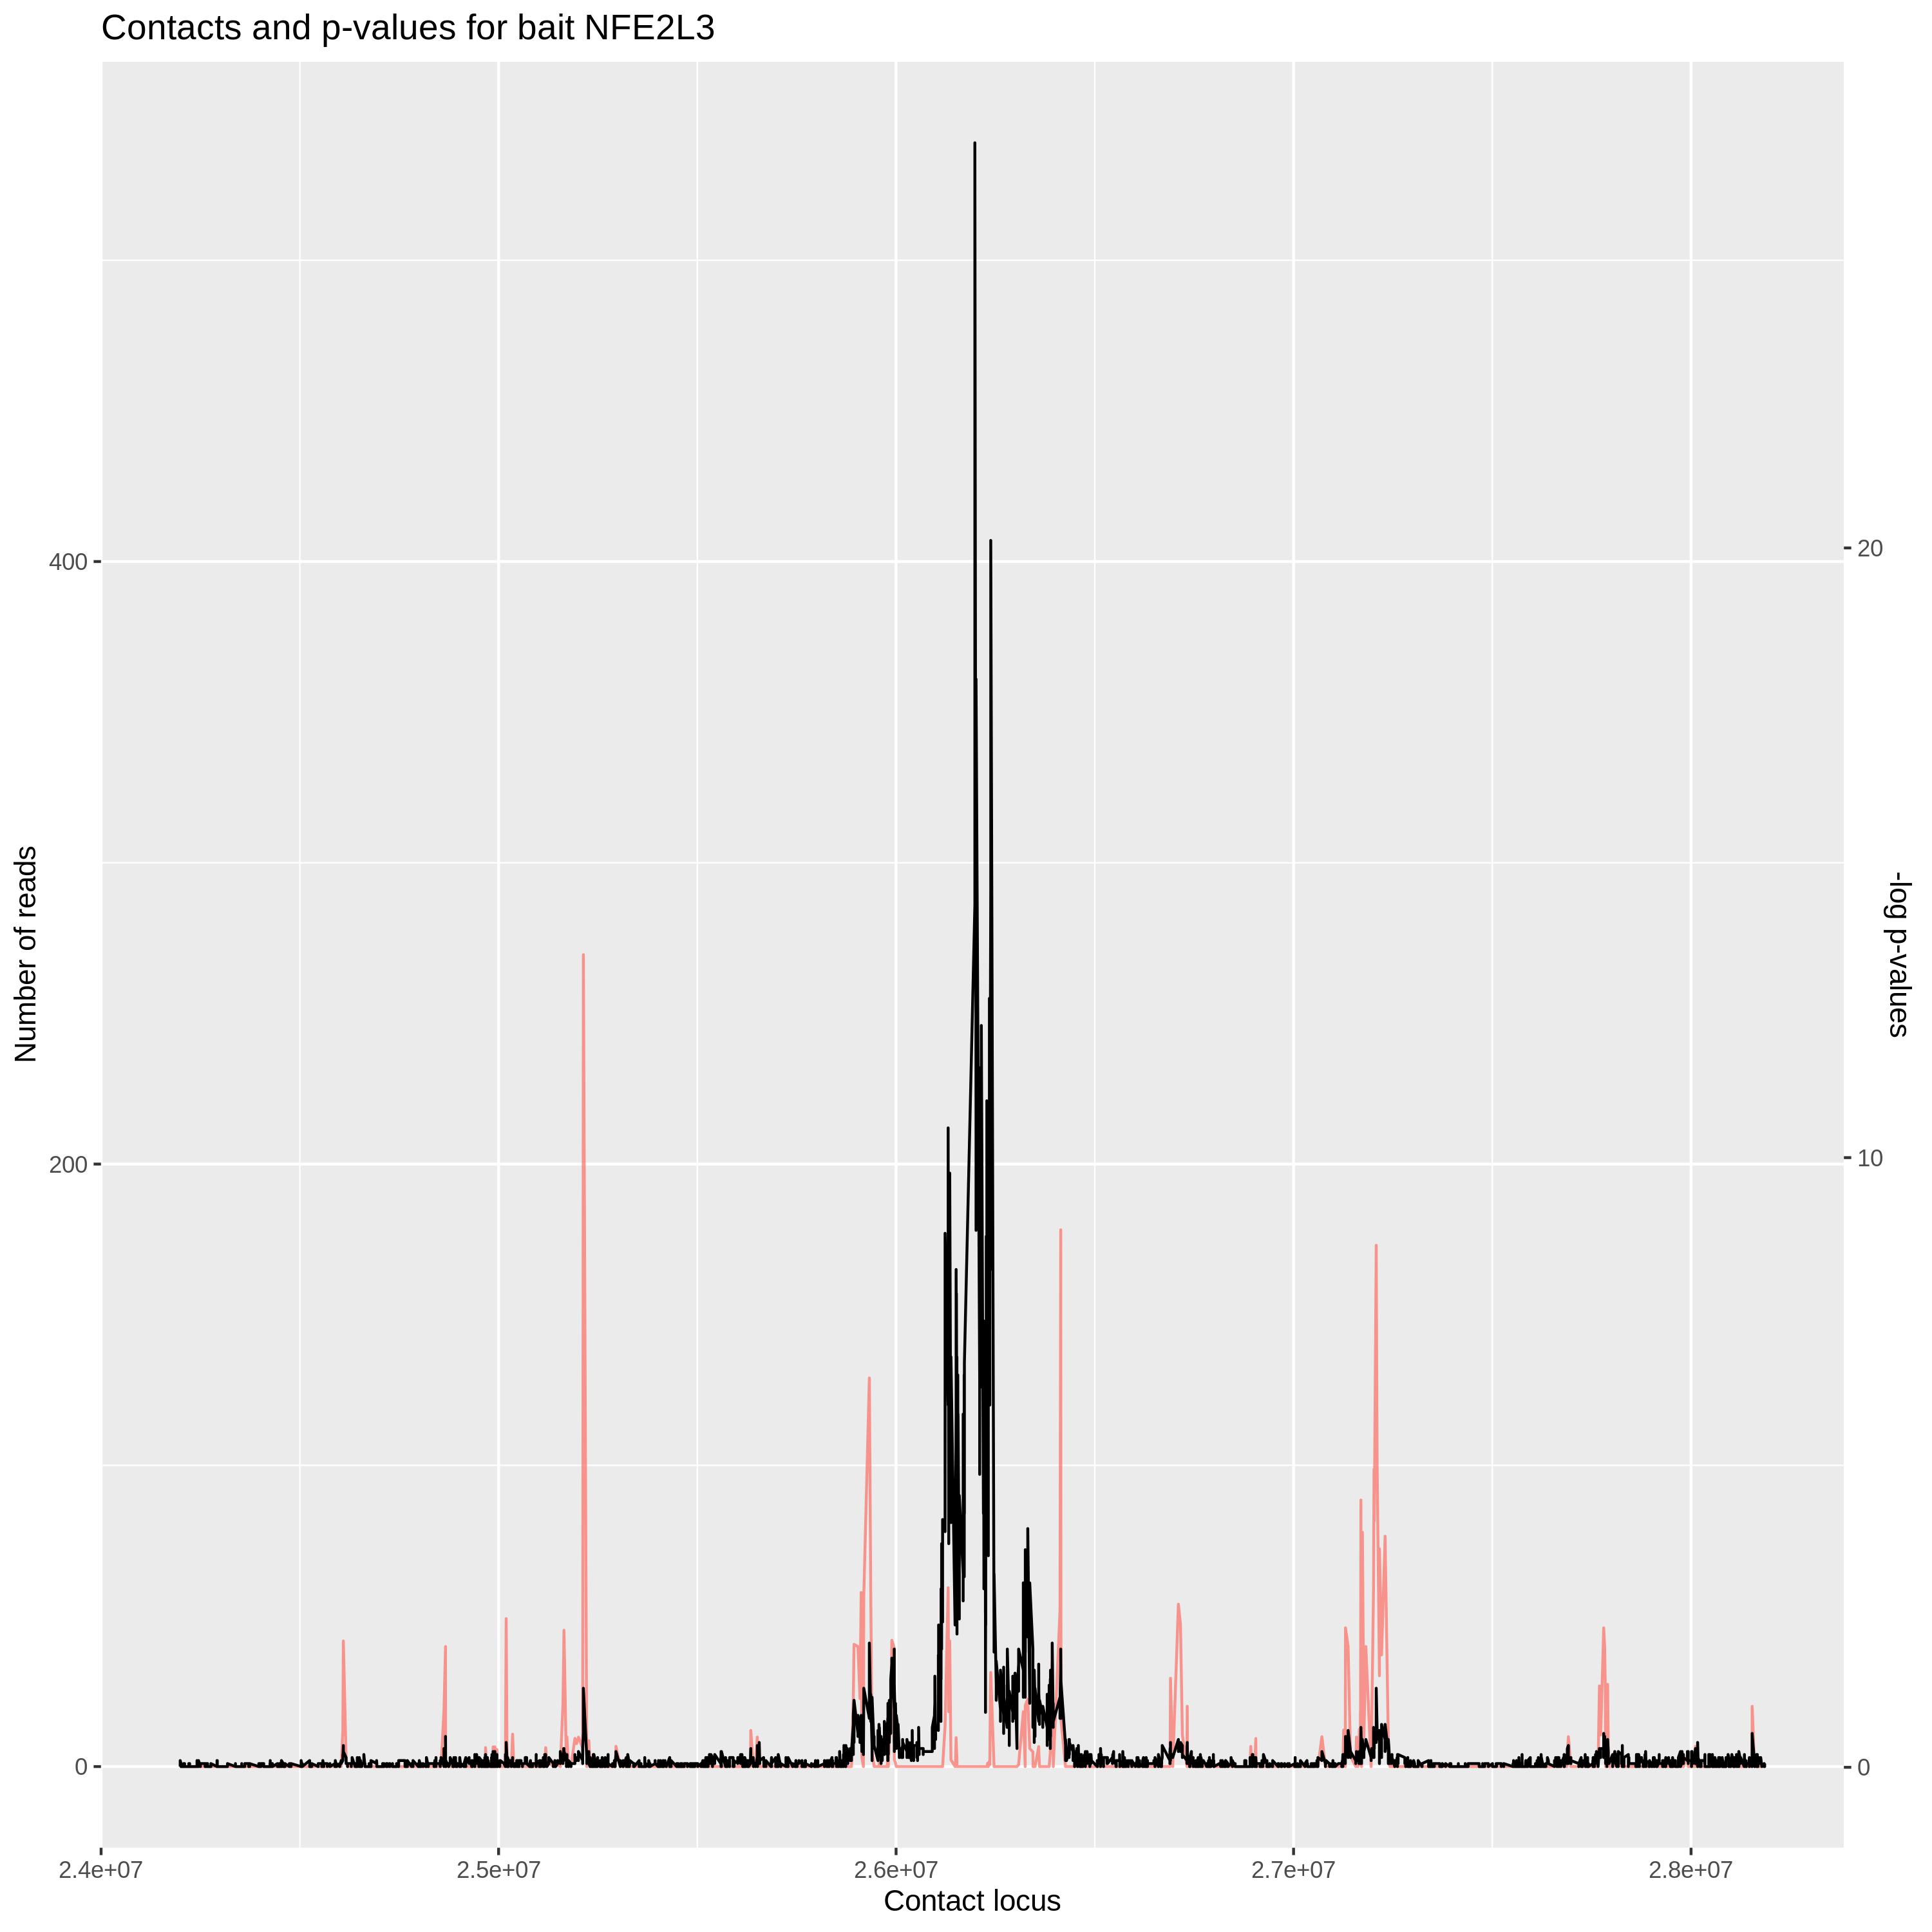 Contacts and p-values for bait NFE2L3
Number of reads
400
200
0
20
10
0
-log p-values
2.4e+07
2.5e+07
2.6e+07
2.7e+07
2.8e+07
Contact locus